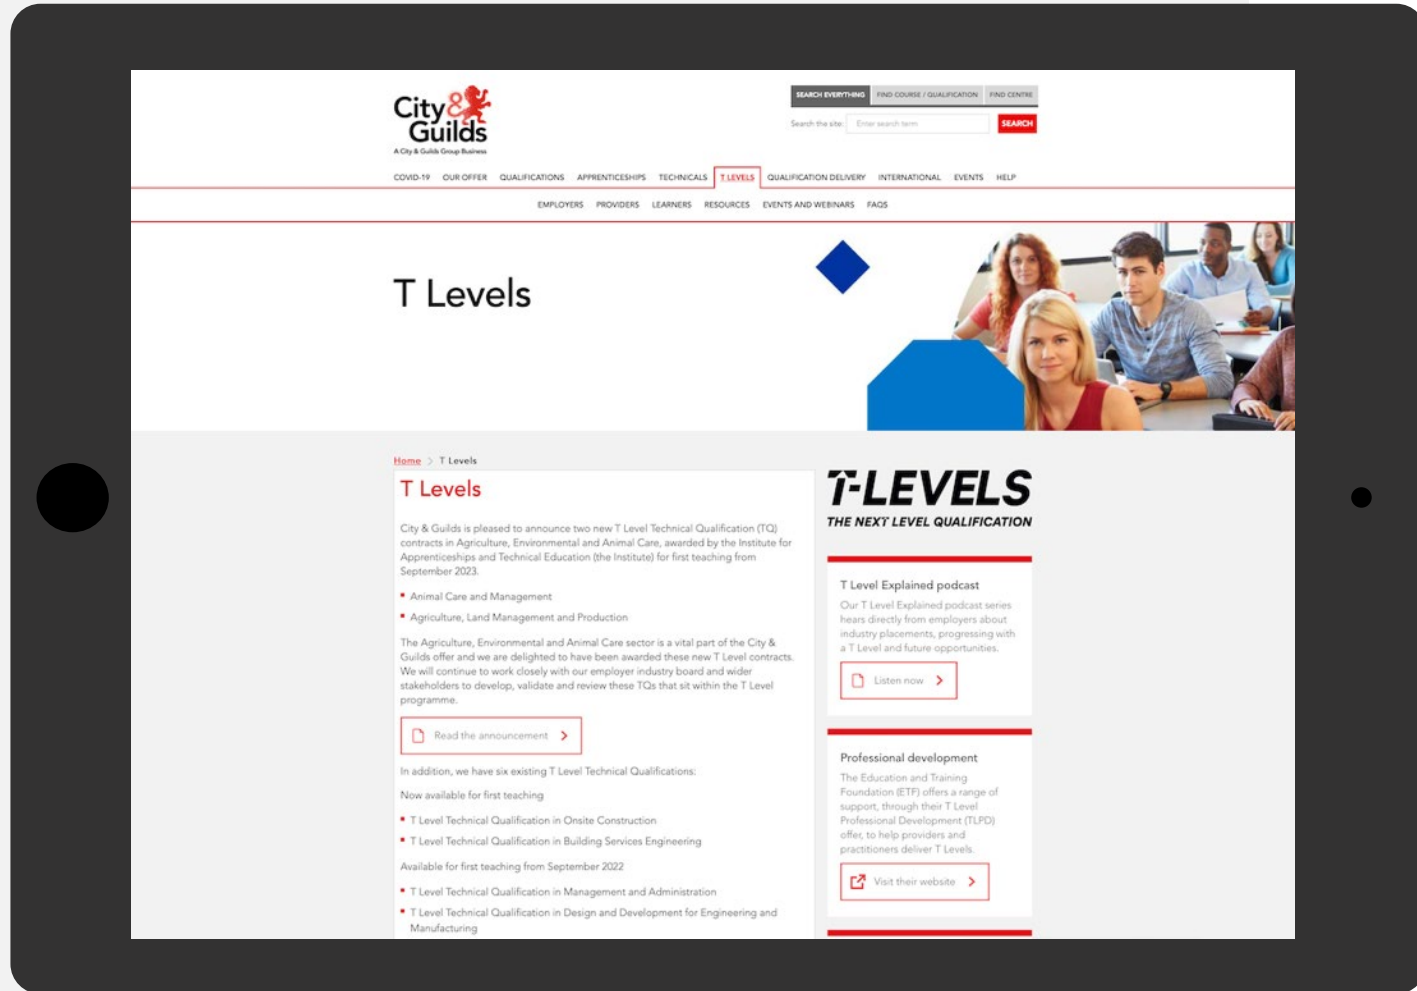 City&
Guilds
A City & Guilds Group Business
SEARCH EVERYTHING FIND COURSE / QUALIFICATION FIND CENTRE
Search the site: Enter search term SEARCH
COVID-19 OUR OFFER QUALIFICATIONS APPRENTICESHIPS TECHNICALS T LEVELS QUALIFICATION DELIVERY INTERNATIONAL EVENTS HELP
EMPLOYERS PROVIDERS LEARNERS RESOURCES EVENTS AND WEBINARS FAQS
T Levels
Home > T Levels
T Levels
City & Guilds is pleased to announce two new T Level Technical Qualification (TQ)
contracts in Agriculture, Environmental and Animal Care, awarded by the Institute for
Apprenticeships and Technical Education (the Institute) for first teaching from
September 2023.
Animal Care and Management
Agriculture, Land Management and Production
The Agriculture, Environmental and Animal Care sector is a vital part of the City &
Guilds offer and we are delighted to have been awarded these new T Level contracts.
We will continue to work closely with our employer industry board and wider
stakeholders to develop, validate and review these TQs that sit within the T Level
programme.
Read the announcement
In addition, we have six existing T Level Technical Qualifications:
Now available for first teaching
T Level Technical Qualification in Onsite Construction
T Level Technical Qualification in Building Services Engineering
Available for first teaching from September 2022
T Level Technical Qualification in Management and Administration
T Level Technical Qualification in Design and Development for Engineering and
Manufacturing
T-LEVELS
THE NEXT LEVEL QUALIFICATION
T Level Explained podcast
Our T Level Explained podcast series
hears directly from employers about
industry placements, progressing with
a T Level and future opportunities.
Listen now
Professional development
The Education and Training
Foundation (ETF) offers a range of
support, through their T Level
Professional Development (TLPD)
offer, to help providers and
practitioners deliver T Levels.
Visit their website